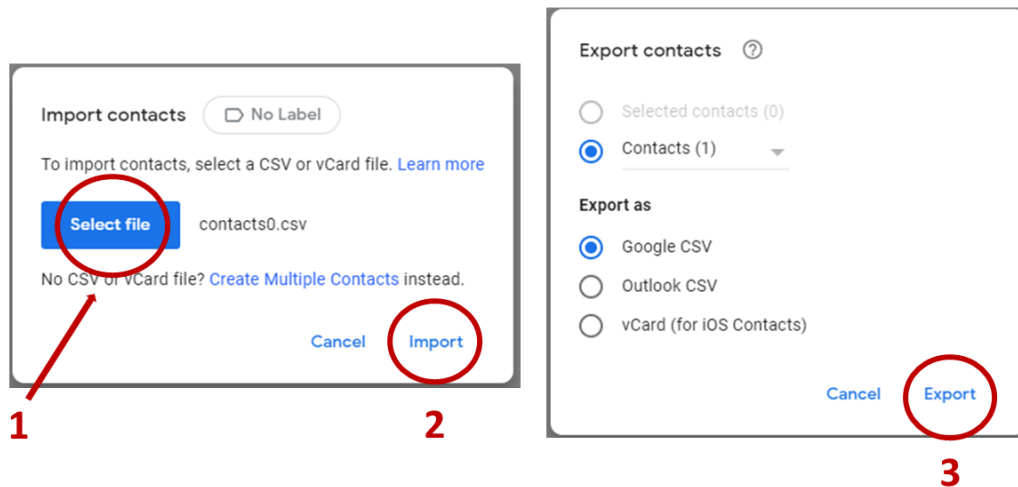 Import contacts
No Label
To import contacts, select a CSV or vCard file. Learn more
Select file
contacts0.csv
No CSV or vCard file? Create Multiple Contacts instead.
Cancel
Import
1
2
Export contacts
?
Selected contacts (0)
Contacts (1)
Export as
Google CSV
Outlook CSV
vCard (for iOS Contacts)
Cancel
Export
3